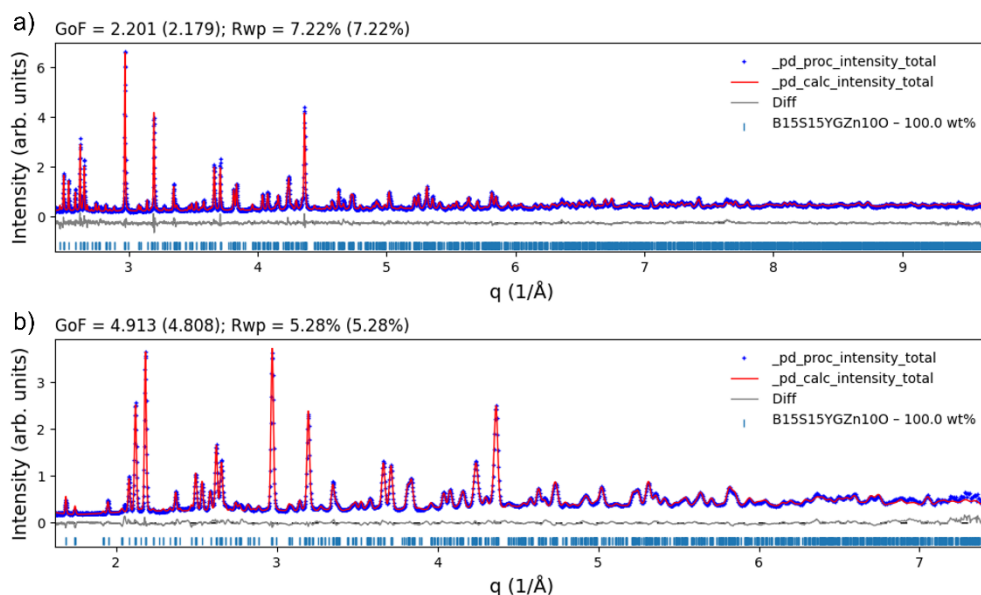 a)
GoF = 2.201 (2.179); Rwp = 7.22% (7.22%)
Intensity (arb. units)
6
4
2
0
_pd_proc_intensity_total
_pd_calc_intensity_total
Diff
B15S15YGZn10O – 100.0 wt%
3 4 5 6 7 8 9
q (1/Å)
b)
GoF = 4.913 (4.808); Rwp = 5.28% (5.28%)
Intensity (arb. units)
3
2
1
0
_pd_proc_intensity_total
_pd_calc_intensity_total
Diff
B15S15YGZn10O – 100.0 wt%
2 3 4 5 6 7
q (1/Å)